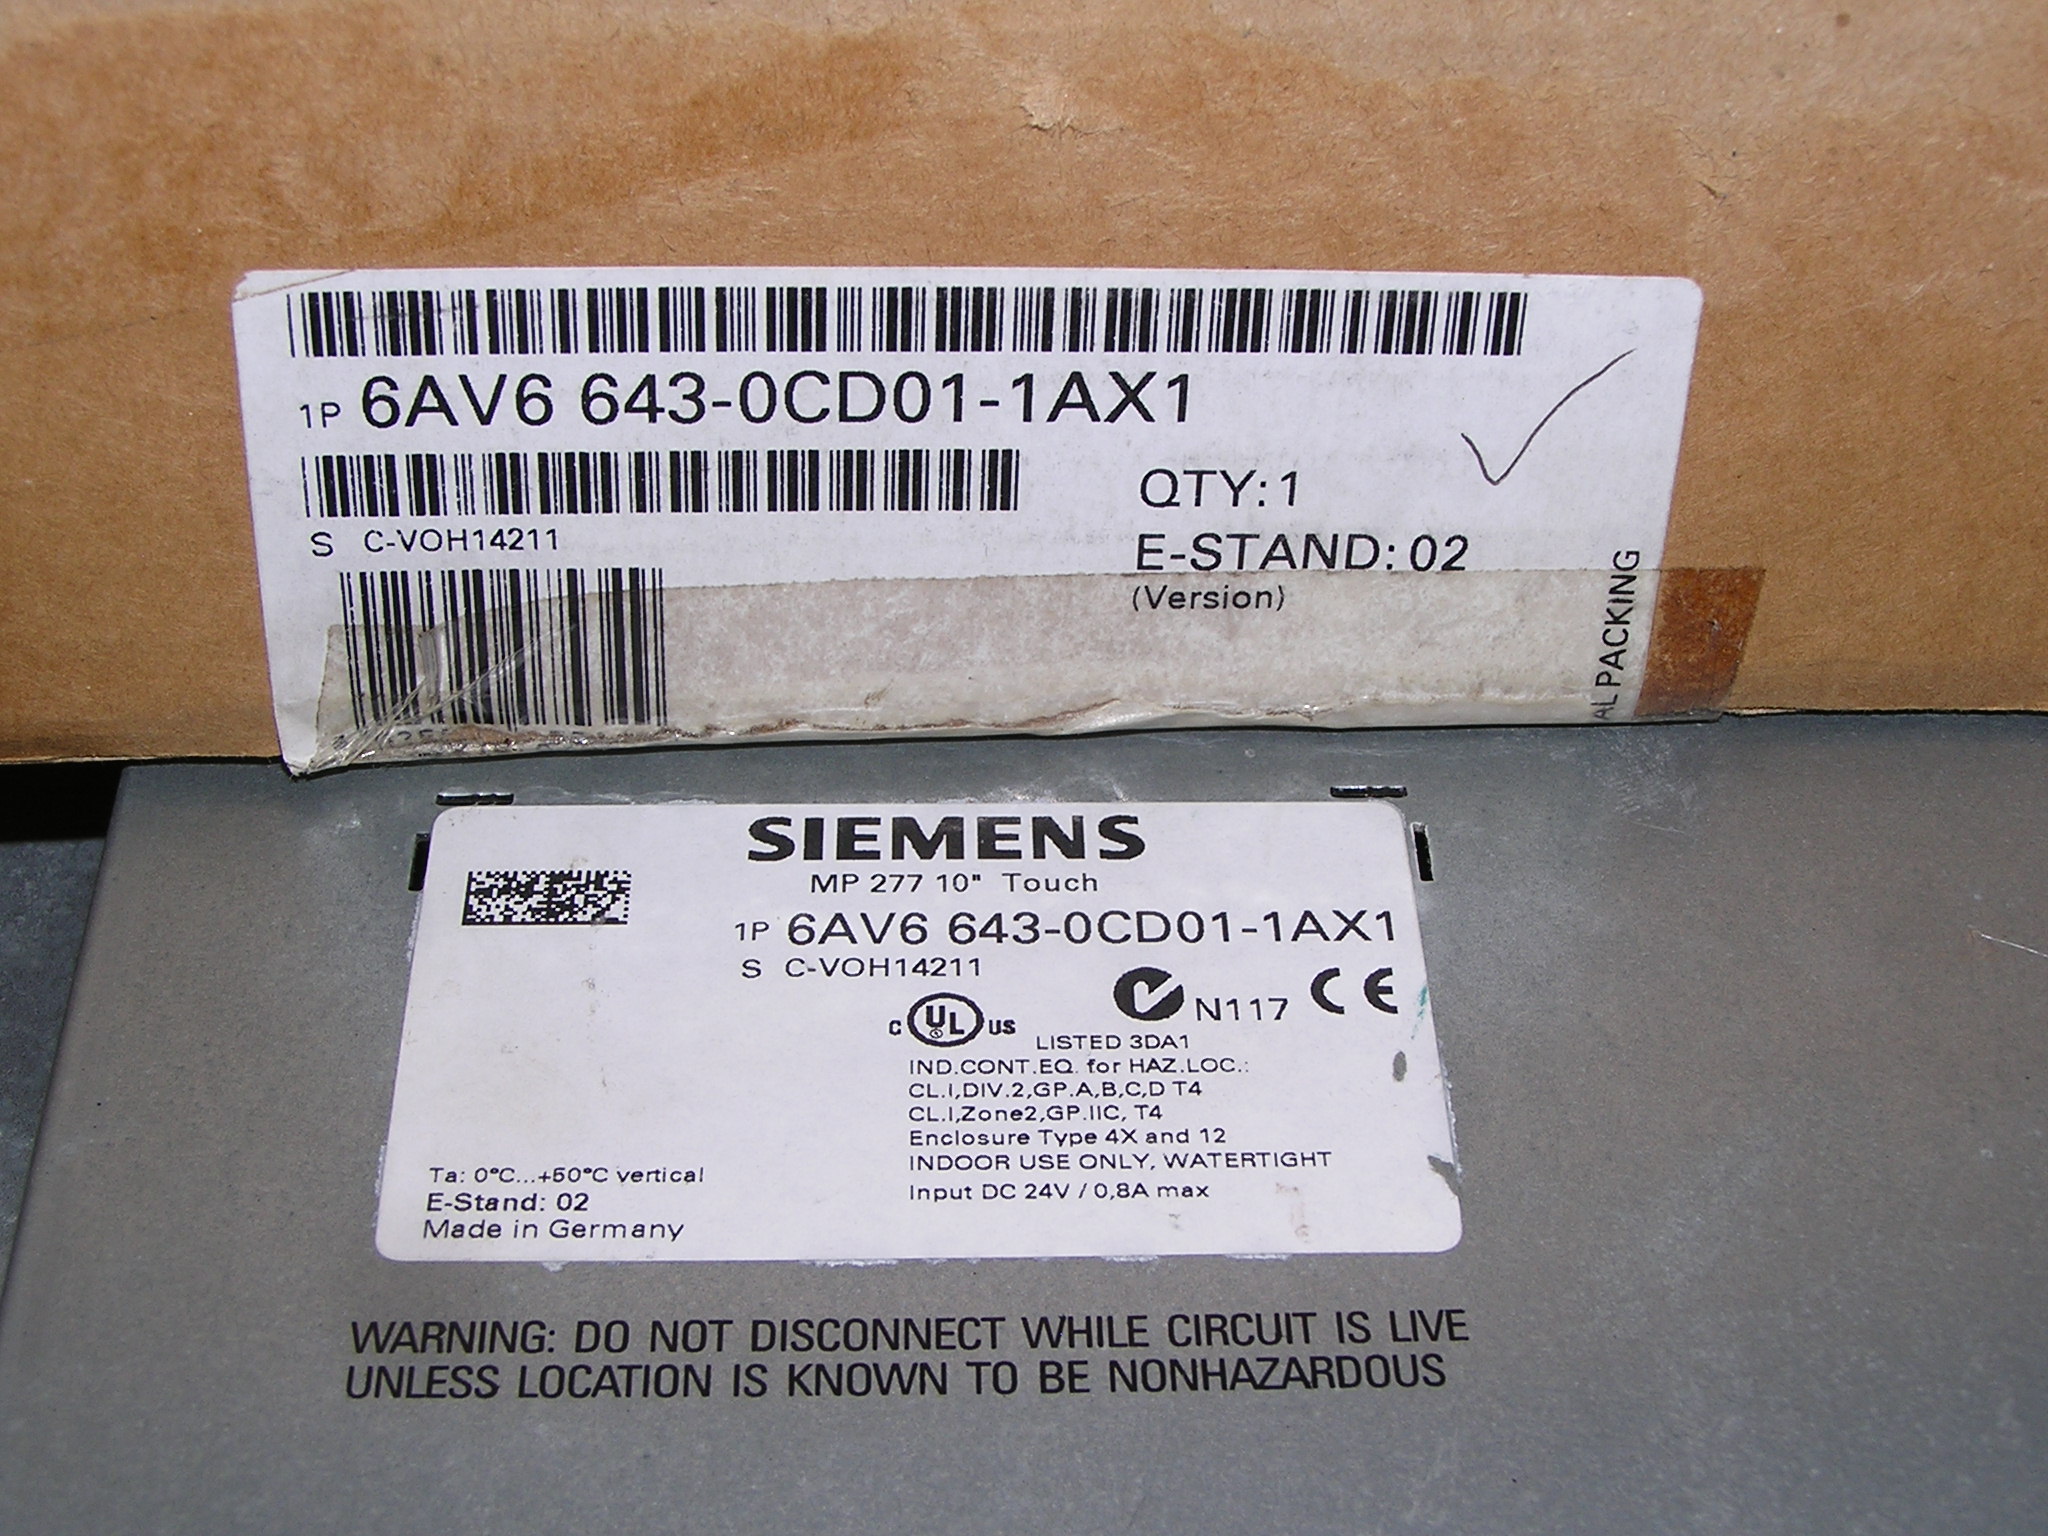 1P 6AV6 643-0CD01-1AX1
S C-VOH14211
QTY:1
E-STAND:02
(Version)
AL PACKING
SIEMENS
MP 277 10" Touch
1P 6AV6 643-0CD01-1AX1
S C-VOH14211
N117 CE
C UL US
LISTED 3DA1
IND.CONT.EQ. for HAZ.LOC.:
CL.I,DIV.2,GP.A,B,C,D T4
CL.I,Zone2,GP.IIC, T4
Enclosure Type 4X and 12
INDOOR USE ONLY, WATERTIGHT
Input DC 24V / 0,8A max
Ta: 0°C...+50°C vertical
E-Stand: 02
Made in Germany
WARNING: DO NOT DISCONNECT WHILE CIRCUIT IS LIVE
UNLESS LOCATION IS KNOWN TO BE NONHAZARDOUS